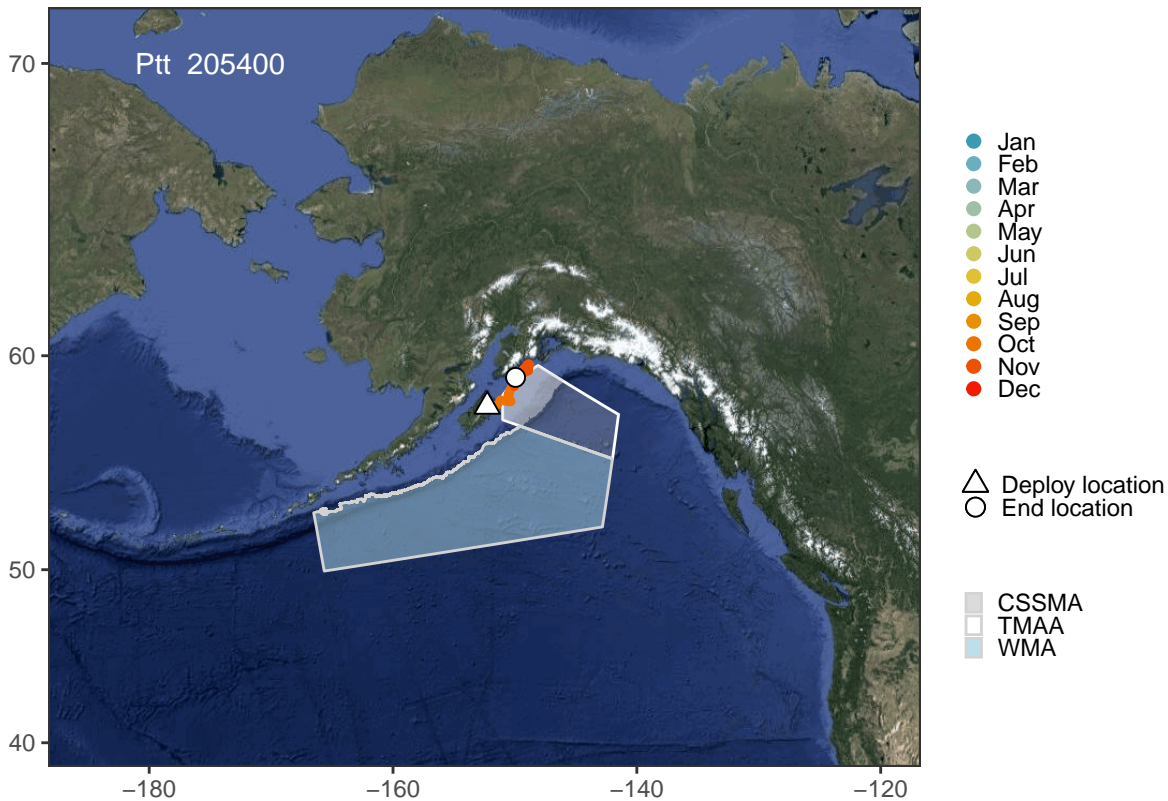 Ptt 205400
70
60
50
40
−180
−160
−140
−120
Jan
Feb
Mar
Apr
May
Jun
Jul
Aug
Sep
Oct
Nov
Dec
Deploy location
End location
CSSMA
TMAA
WMA